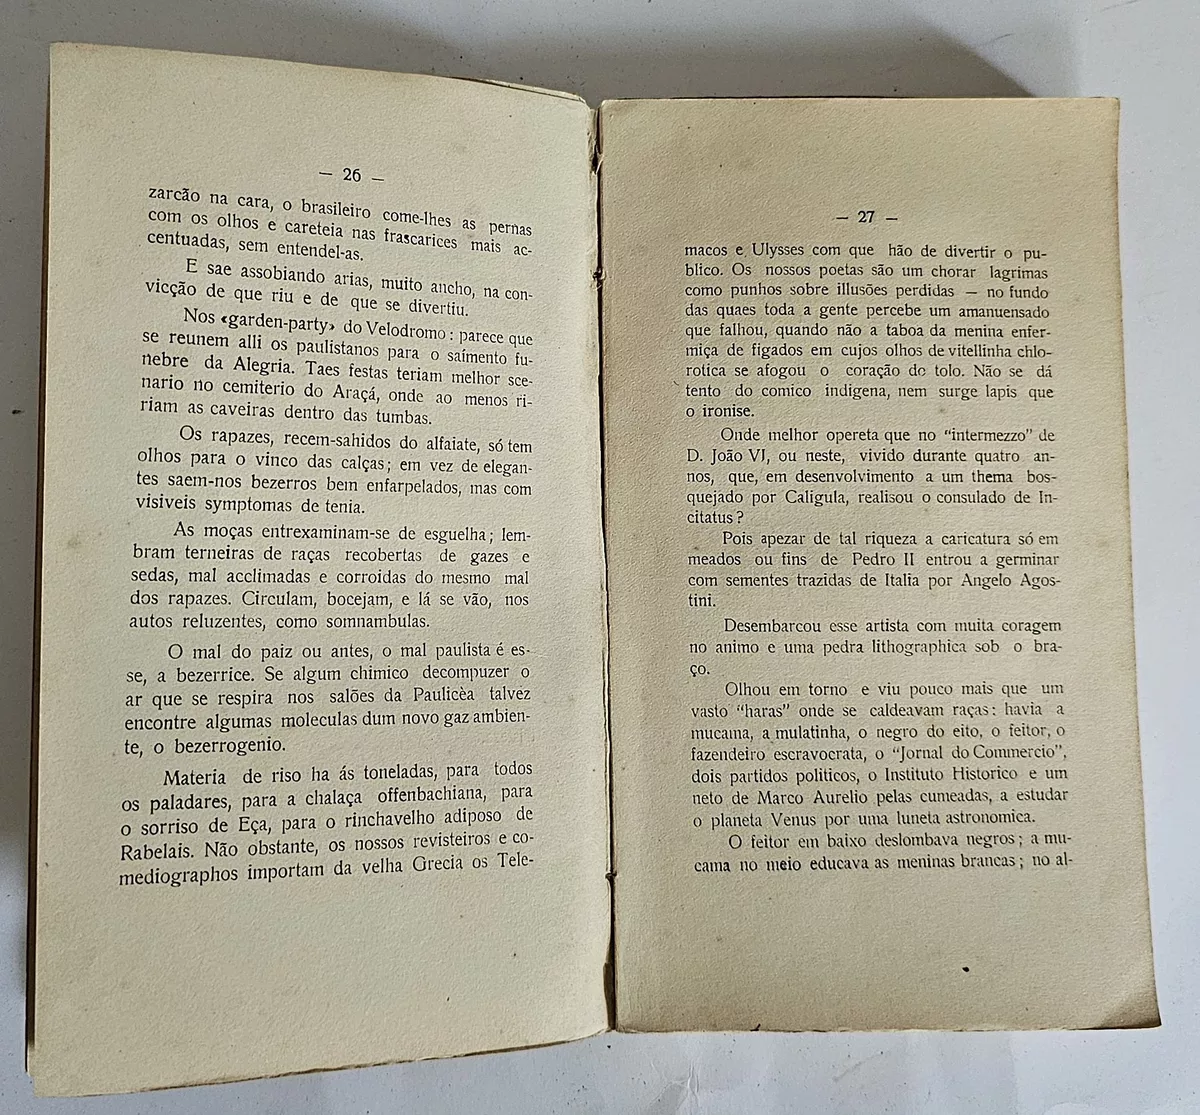 — 26 —
zarcão na cara, o brasileiro come-lhes as pernas
com os olhos e careteia nas frascarices mais ac-
centuadas, sem entendel-as.
E sae assobiando arias, muito ancho, na con-
vicção de que riu e de que se divertiu.
Nos «garden-party» do Velodromo : parece que
se reunem alli os paulistanos para o saímento fu-
nebre da Alegria. Taes festas teriam melhor sce-
nario no cemiterio do Araçá, onde ao menos ri-
riam as caveiras dentro das tumbas.
Os rapazes, recem-sahidos do alfaiate, só tem
olhos para o vinco das calças ; em vez de elegan-
tes saem-nos bezerros bem enfarpelados, mas com
visiveis symptomas de tenia.
As moças entrexaminam-se de esguelha ; lem-
bram terneiras de raças recobertas de gazes e
sedas, mal acclimadas e corroidas do mesmo mal
dos rapazes. Circulam, bocejam, e lá se vão, nos
autos reluzentes, como somnambulas.
O mal do paiz ou antes, o mal paulista é es-
se, a bezerrice. Se algum chimico decompuzer o
ar que se respira nos salões da Paulicèa talvez
encontre algumas moleculas dum novo gaz ambien-
te, o bezerrogenio.
Materia de riso ha ás toneladas, para todos
os paladares, para a chalaça offenbachiana, para
o sorriso de Eça, para o rinchavelho adiposo de
Rabelais. Não obstante, os nossos revisteiros e co-
mediographos importam da velha Grecia os Tele-
— 27 —
macos e Ulysses com que hão de divertir o pu-
blico. Os nossos poetas são um chorar lagrimas
como punhos sobre illusões perdidas — no fundo
das quaes toda a gente percebe um amanuensado
que falhou, quando não a taboa da menina enfer-
miça de figados em cujos olhos de vitellinha chlo-
rotica se afogou o coração do tolo. Não se dá
tento do comico indigena, nem surge lapis que
o ironise.
Onde melhor opereta que no “intermezzo” de
D. João VI, ou neste, vivido durante quatro an-
nos, que, em desenvolvimento a um thema bos-
quejado por Caligula, realisou o consulado de In-
citatus ?
Pois apezar de tal riqueza a caricatura só em
meados ou fins de Pedro II entrou a germinar
com sementes trazidas de Italia por Angelo Agos-
tini.
Desembarcou esse artista com muita coragem
no animo e uma pedra lithographica sob o bra-
ço.
Olhou em torno e viu pouco mais que um
vasto “haras” onde se caldeavam raças : havia a
mucama, a mulatinha, o negro do eito, o feitor, o
fazendeiro escravocrata, o “Jornal do Commercio”,
dois partidos politicos, o Instituto Historico e um
neto de Marco Aurelio pelas cumeadas, a estudar
o planeta Venus por uma luneta astronomica.
O feitor em baixo deslombava negros ; a mu-
cama no meio educava as meninas brancas ; no al-